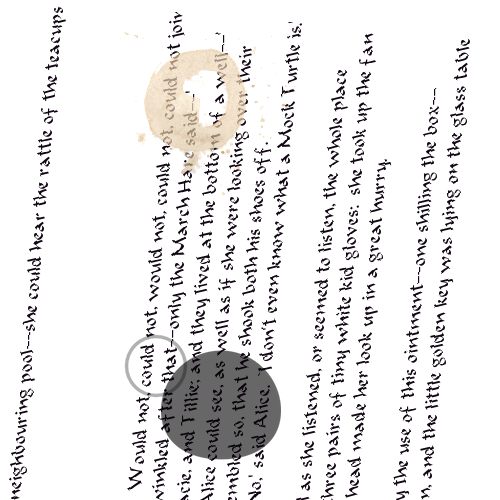 neighbouring pool--she could hear the rattle of the teacups
Would not, could not, would not, could not, could not join
winkled after that--only the March Hare said--'
acie, and Tillie; and they lived at the bottom of a well--'
Alice could see, as well as if she were looking over their
embled so, that he shook both his shoes off.
No,' said Alice. 'I don't even know what a Mock Turtle is.'
as she listened, or seemed to listen, the whole place
three pairs of tiny white kid gloves: she took up the fan
head made her look up in a great hurry.
the use of this ointment--one shilling the box--
and the little golden key was lying on the glass table